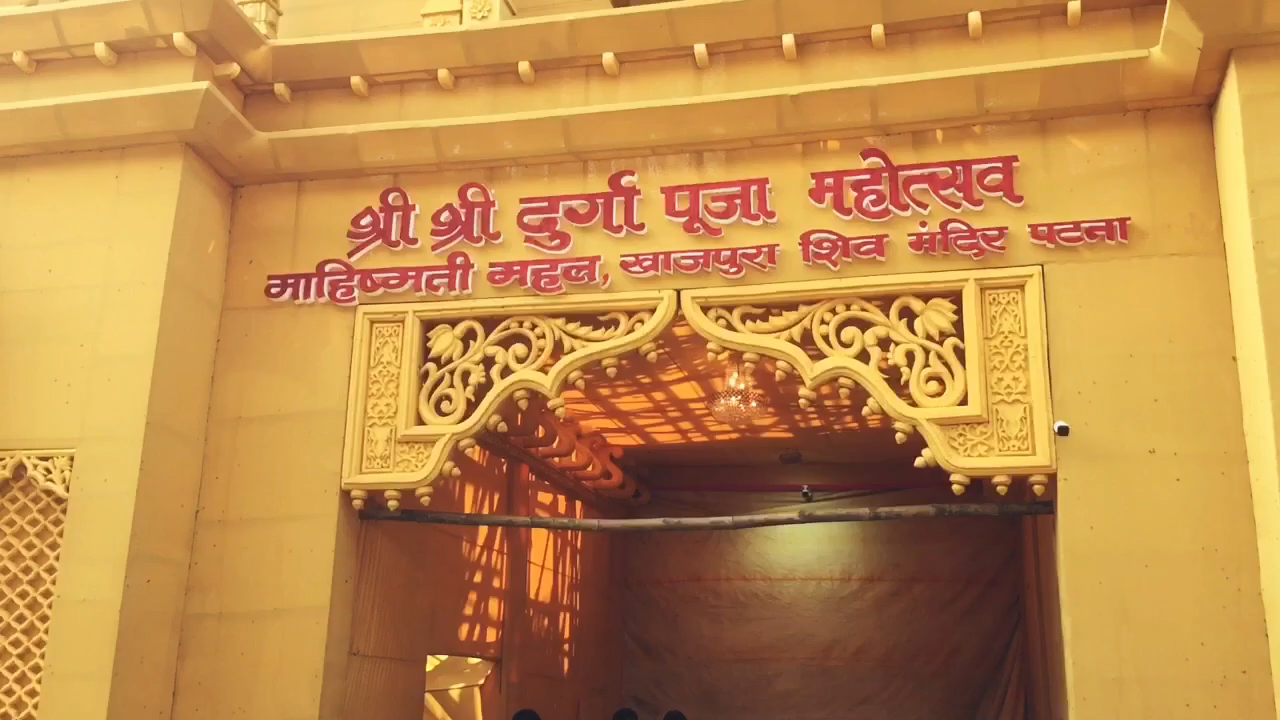 श्री श्री दुर्गा पूजा महोत्सव
माहिष्मती महल, खाजपुरा शिव मंदिर पटना